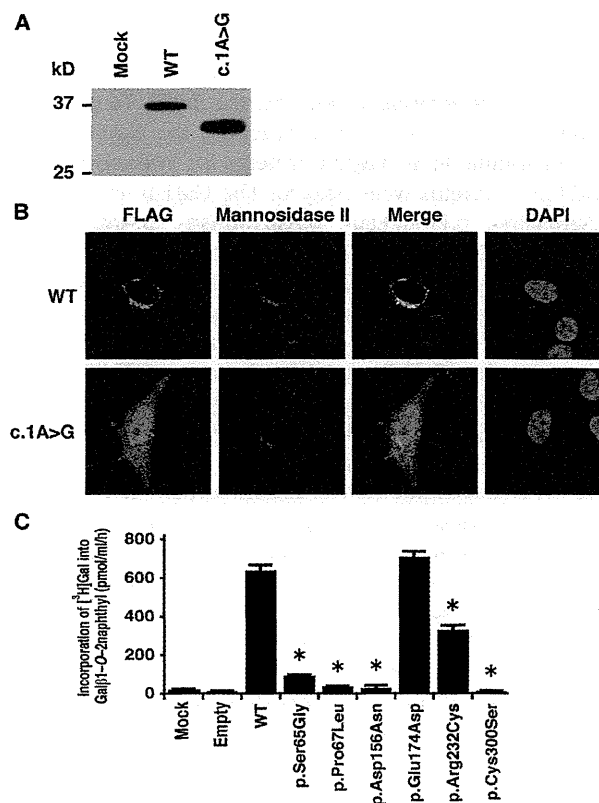 A
kD
Mock
WT
c.1A>G
37
25
B
FLAG Mannosidase II Merge DAPI
WT
c.1A>G
C
Incorporation of [³H]Gal into
Galβ1–O–2naphthyl (pmol/ml/h)
800
600
400
200
0
* * * * *
Mock
Empty
WT
p.Ser65Gly
p.Pro67Leu
p.Asp156Asn
p.Glu174Asp
p.Arg232Cys
p.Cys300Ser